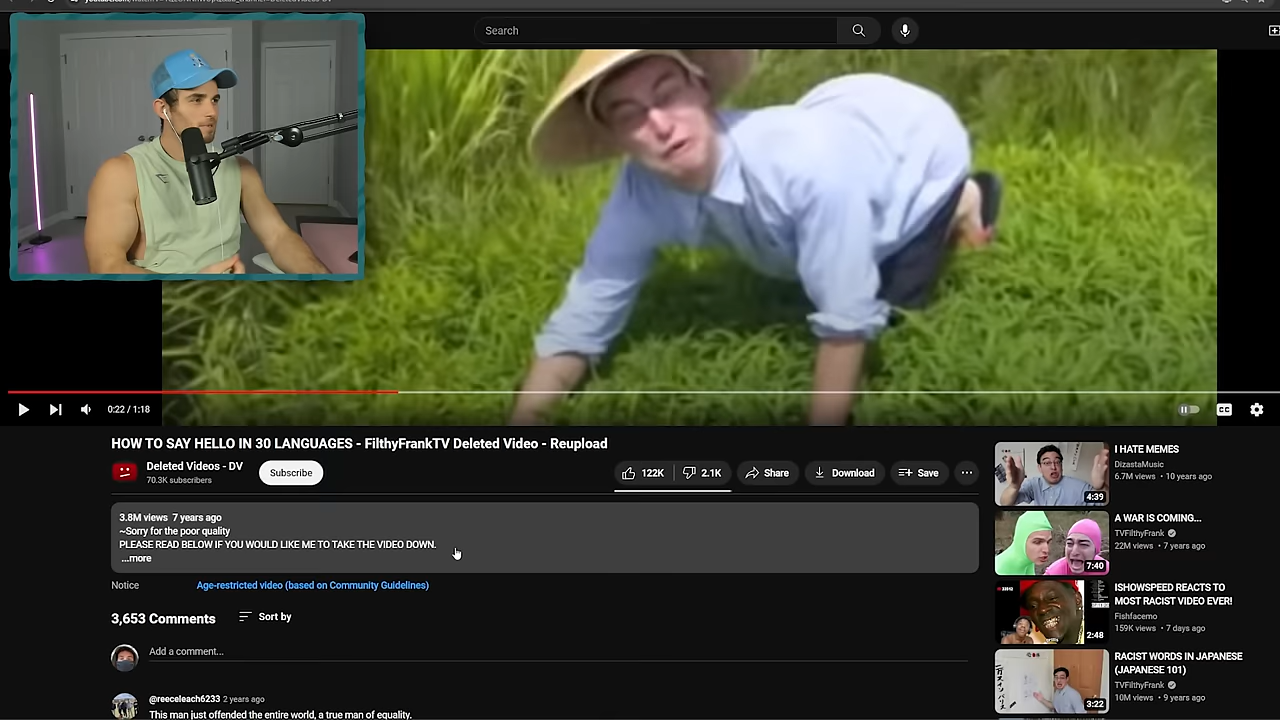 Search
0:22 / 1:18
CC
HOW TO SAY HELLO IN 30 LANGUAGES - FilthyFrankTV Deleted Video - Reupload
Deleted Videos - DV
70.3K subscribers
Subscribe
122K
2.1K
Share
Download
Save
3.8M views 7 years ago
~Sorry for the poor quality
PLEASE READ BELOW IF YOU WOULD LIKE ME TO TAKE THE VIDEO DOWN.
...more
Notice
Age-restricted video (based on Community Guidelines)
3,653 Comments
Sort by
Add a comment...
@reeceleach6233 2 years ago
This man just offended the entire world, a true man of equality.
4:39
I HATE MEMES
DizastaMusic
6.7M views • 10 years ago
7:40
A WAR IS COMING...
TVFilthyFrank
22M views • 7 years ago
2:48
ISHOWSPEED REACTS TO
MOST RACIST VIDEO EVER!
Fishfacemo
159K views • 7 days ago
3:22
RACIST WORDS IN JAPANESE
(JAPANESE 101)
TVFilthyFrank
10M views • 9 years ago